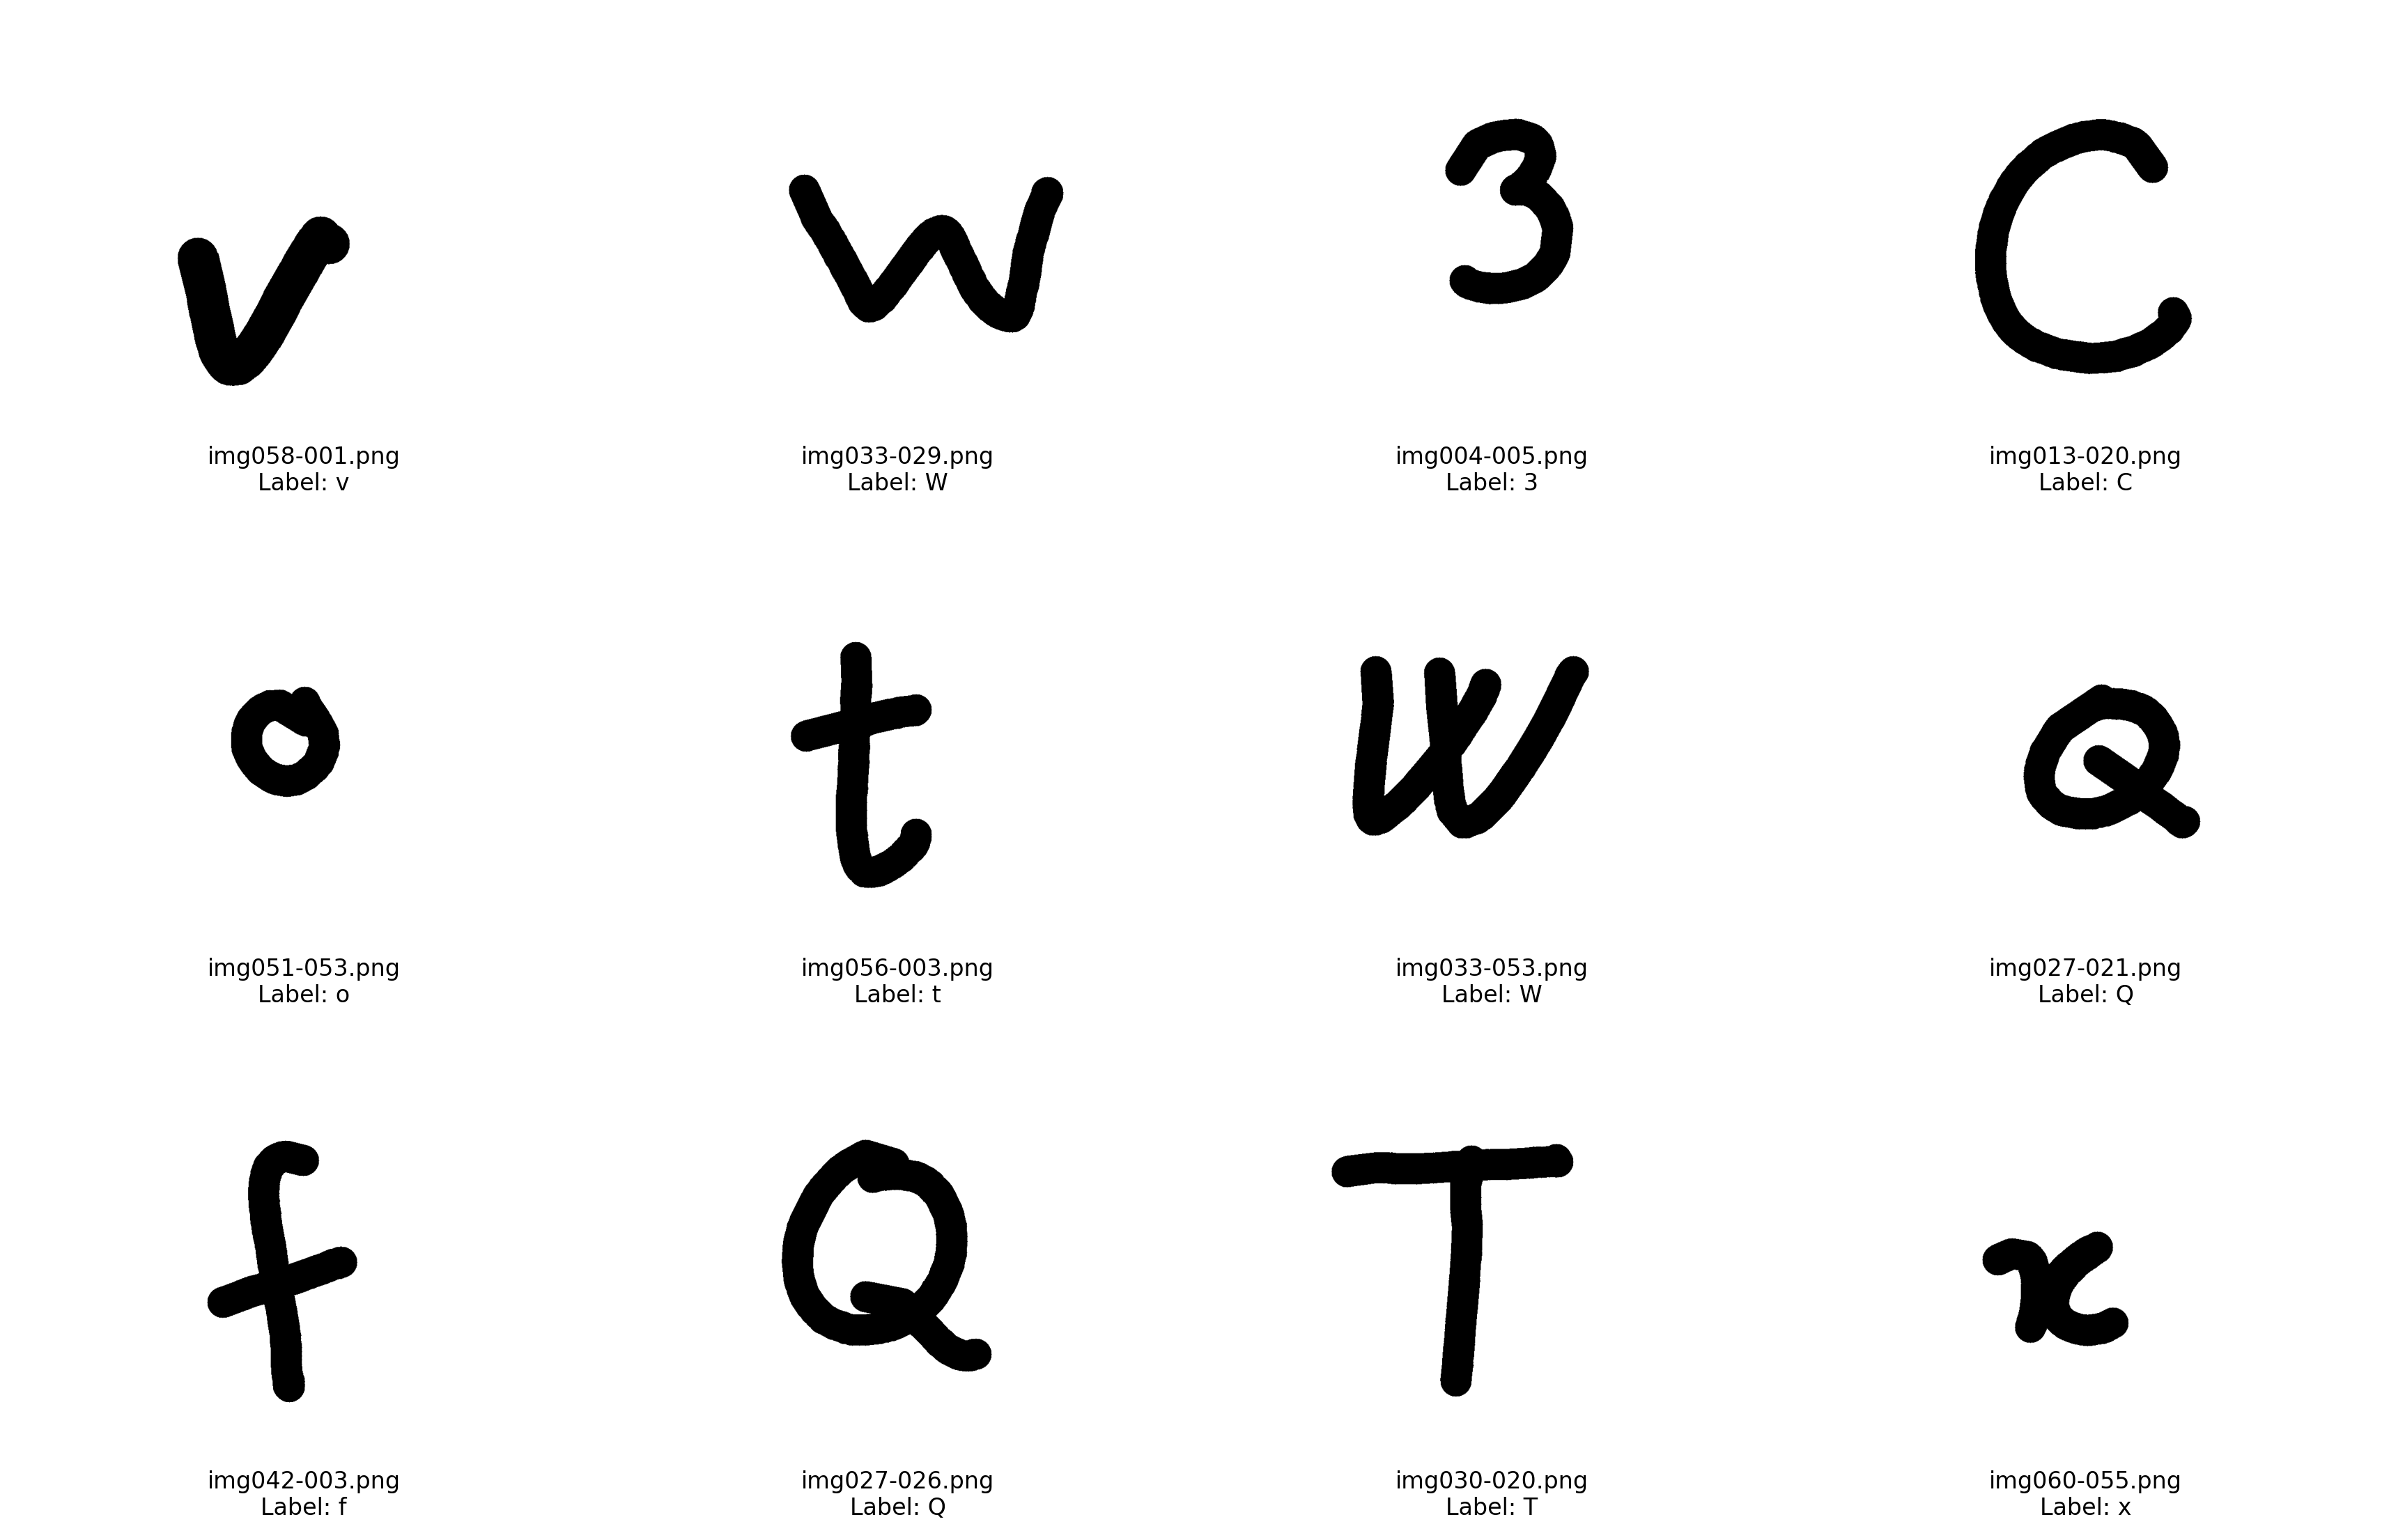 v W 3 C
img058-001.png img033-029.png img004-005.png img013-020.png
Label: v Label: W Label: 3 Label: C
o t W Q
img051-053.png img056-003.png img033-053.png img027-021.png
Label: o Label: t Label: W Label: Q
f Q T x
img042-003.png img027-026.png img030-020.png img060-055.png
Label: f Label: Q Label: T Label: x